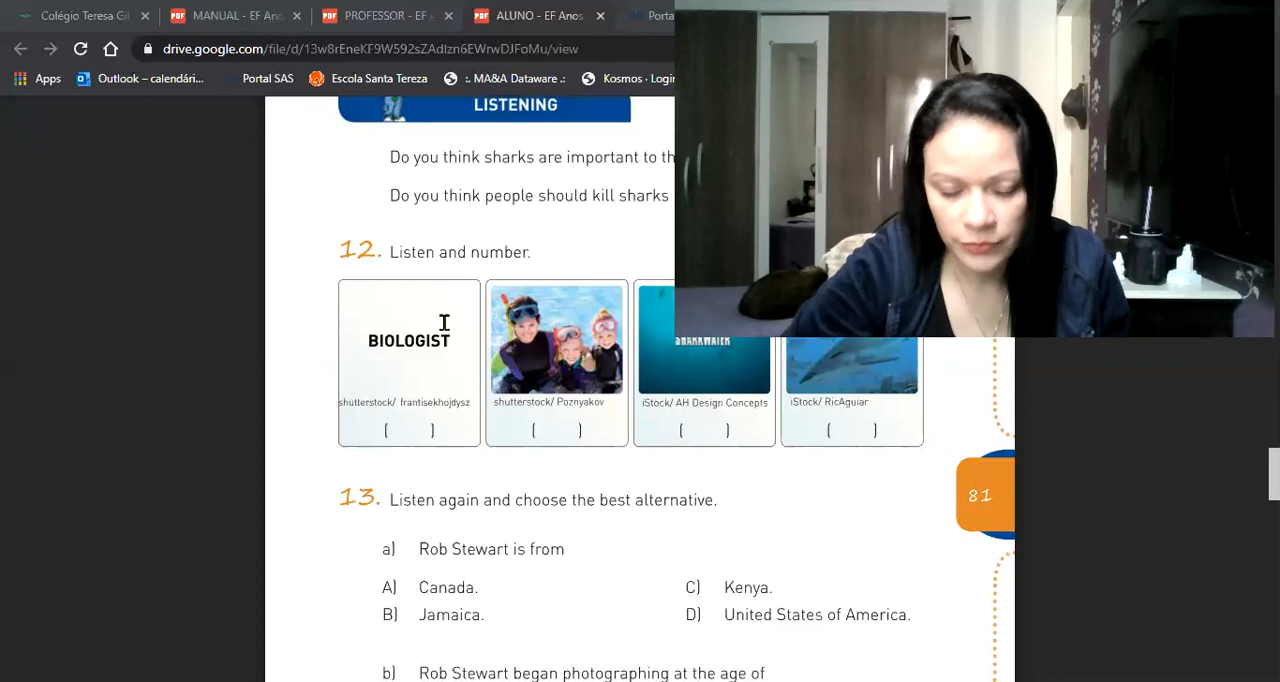 Colégio Teresa Gi
MANUAL - EF An
PROFESSOR - EF
ALUNO - EF Anos
Porta
drive.google.com/file/d/13w8rEneKF9W592sZAdIzn6EWrwDJFoMu/view
Apps
Outlook – calendári...
Portal SAS
Escola Santa Tereza
:. MA&A Dataware .:
Kosmos · Login
LISTENING
Do you think sharks are important to th
Do you think people should kill sharks
12. Listen and number.
BIOLOGIST
SHARKWATER
shutterstock/ frantisekhojdysz
shutterstock/ Poznyakov
iStock/ AH Design Concepts
iStock/ RicAguiar
( ) ( ) ( ) ( )
13. Listen again and choose the best alternative.
81
a) Rob Stewart is from
A) Canada.
C) Kenya.
B) Jamaica.
D) United States of America.
b) Rob Stewart began photographing at the age of